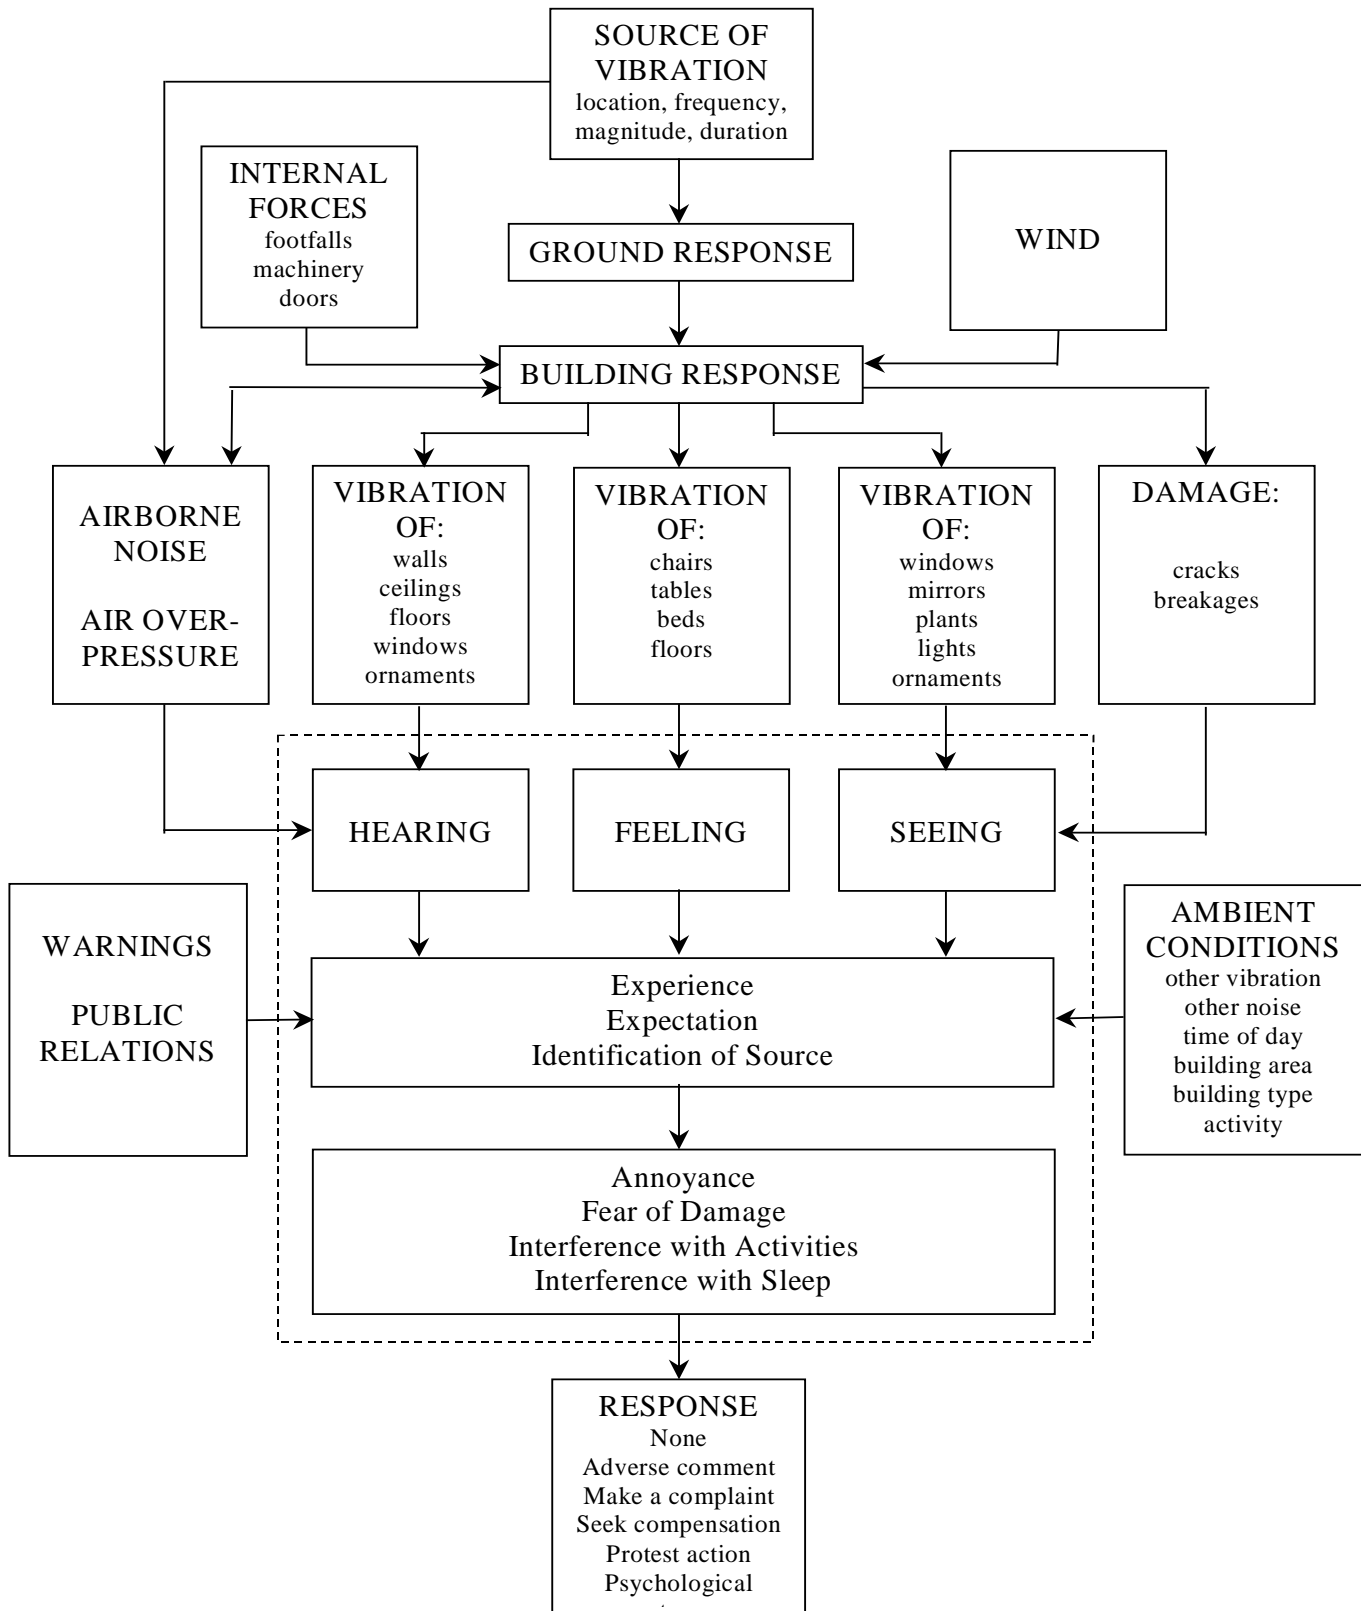 SOURCE OF
VIBRATION
location, frequency,
magnitude, duration
INTERNAL
FORCES
footfalls
machinery
doors
GROUND RESPONSE
WIND
BUILDING RESPONSE
AIRBORNE
NOISE
AIR OVER-
PRESSURE
VIBRATION
OF:
walls
ceilings
floors
windows
ornaments
VIBRATION
OF:
chairs
tables
beds
floors
VIBRATION
OF:
windows
mirrors
plants
lights
ornaments
DAMAGE:
cracks
breakages
HEARING
FEELING
SEEING
WARNINGS
PUBLIC
RELATIONS
Experience
Expectation
Identification of Source
AMBIENT
CONDITIONS
other vibration
other noise
time of day
building area
building type
activity
Annoyance
Fear of Damage
Interference with Activities
Interference with Sleep
RESPONSE
None
Adverse comment
Make a complaint
Seek compensation
Protest action
Psychological